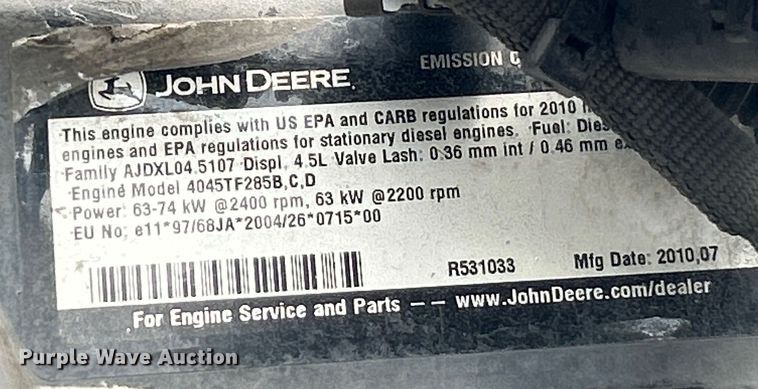 EMISSION
JOHN DEERE
This engine complies with US EPA and CARB regulations for 2010
engines and EPA regulations for stationary diesel engines. Fuel:
Family AJDXL04.5107 Displ. 4.5L Valve Lash: 0.36 mm int / 0.46 mm
Engine Model 4045TF285B,C,D
Power: 63-74 kW @2400 rpm, 63 kW @2200 rpm
EU No: e11*97/68JA*2004/26*0715*00
R531033 Mfg Date: 2010,07
For Engine Service and Parts -- www.JohnDeere.com/dealer
Purple Wave Auction